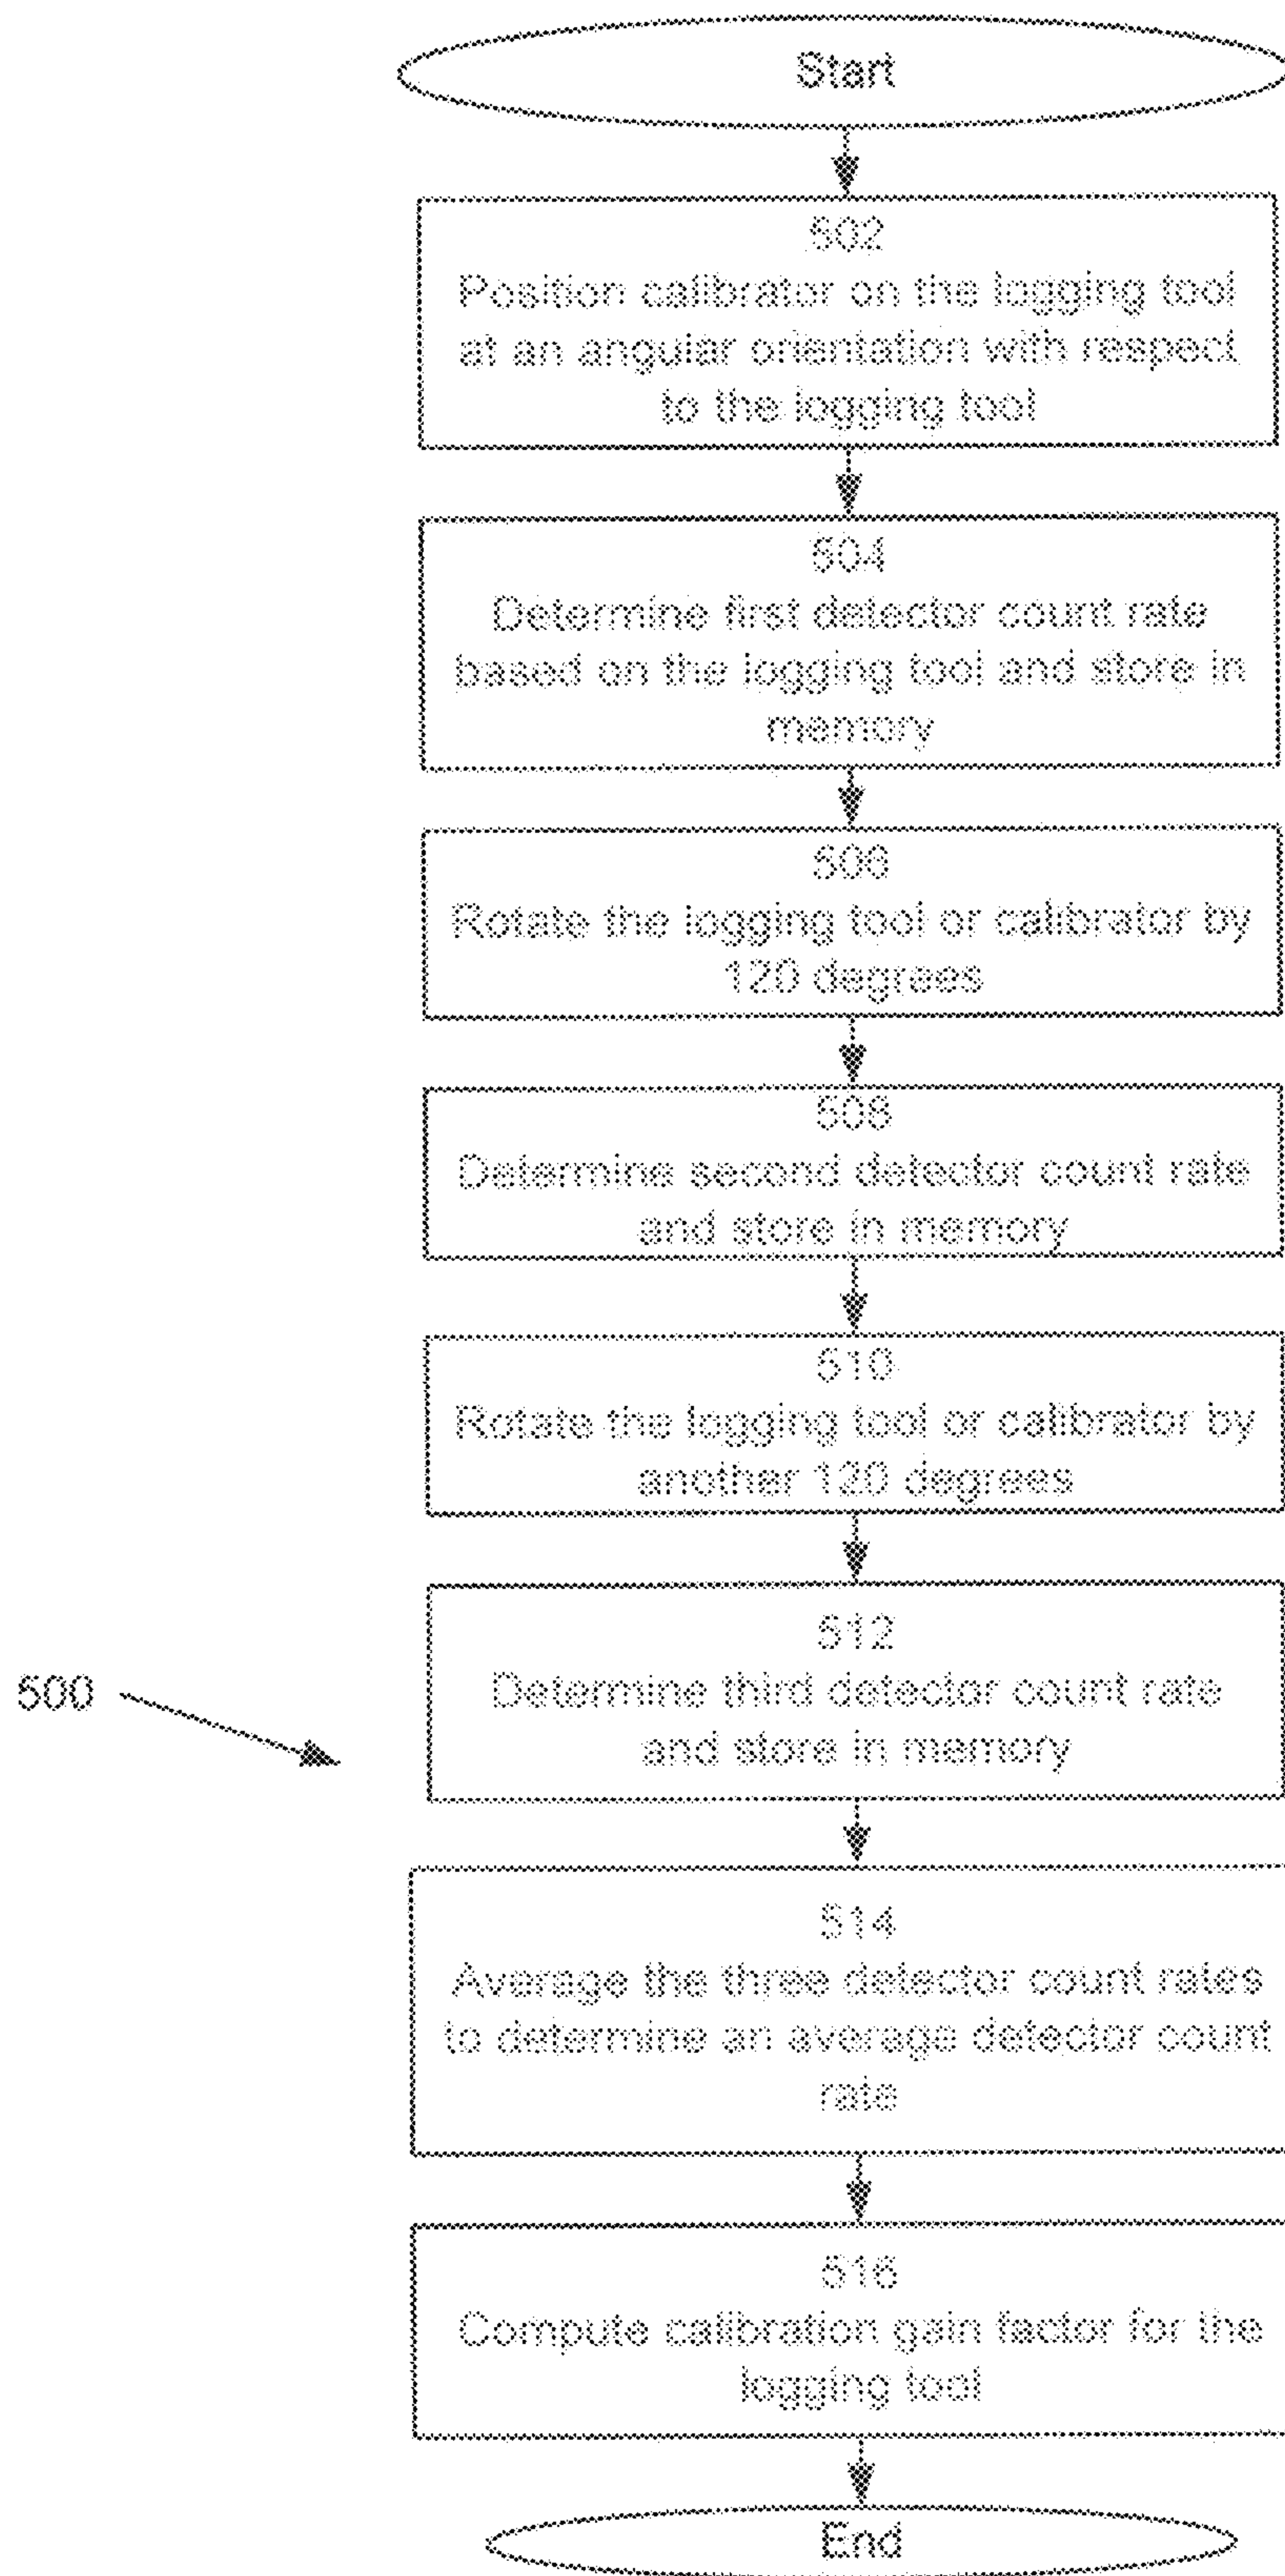 Start
502
Position calibrator on the logging tool
at an angular orientation with respect
to the logging tool
504
Determine first detector count rate
based on the logging tool and store in
memory
506
Rotate the logging tool or calibrator by
120 degrees
508
Determine second detector count rate
and store in memory
510
Rotate the logging tool or calibrator by
another 120 degrees
512
Determine third detector count rate
and store in memory
500
514
Average the three detector count rates
to determine an average detector count
rate
516
Compute calibration gain factor for the
logging tool
End